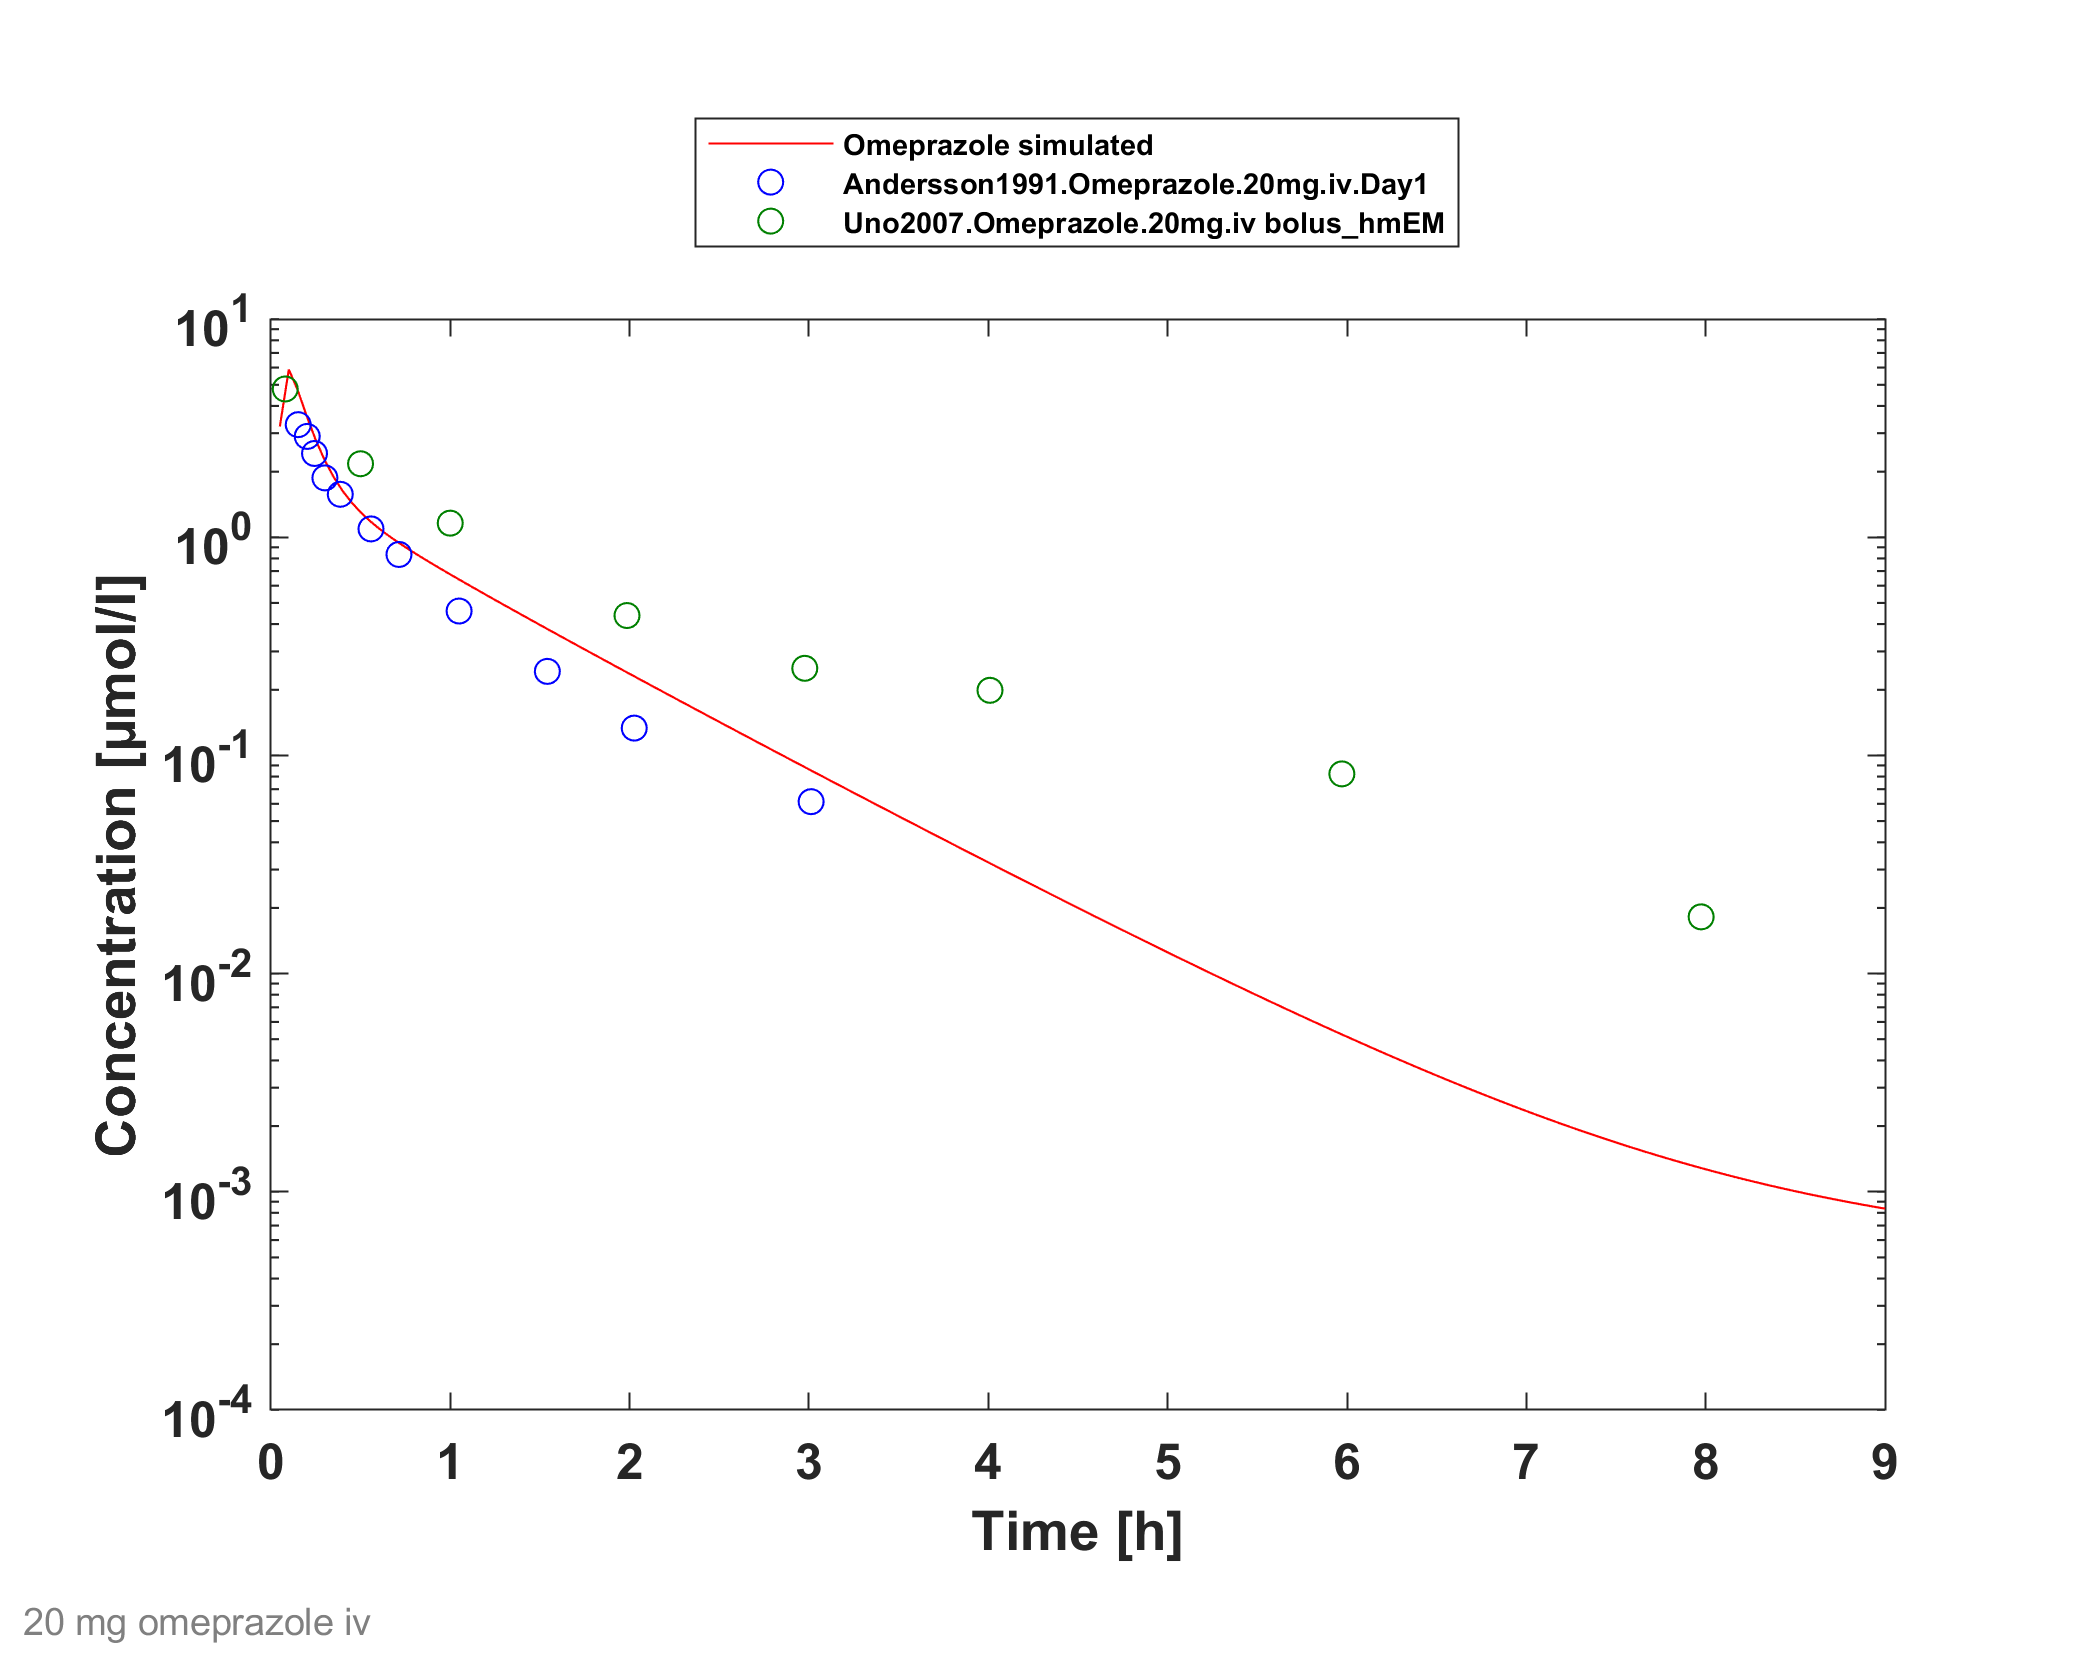 Omeprazole simulated
Andersson1991.Omeprazole.20mg.iv.Day1
Uno2007.Omeprazole.20mg.iv bolus_hmEM
10^1
10^0
10^-1
10^-2
10^-3
10^-4
Concentration [µmol/l]
0 1 2 3 4 5 6 7 8 9
Time [h]
20 mg omeprazole iv